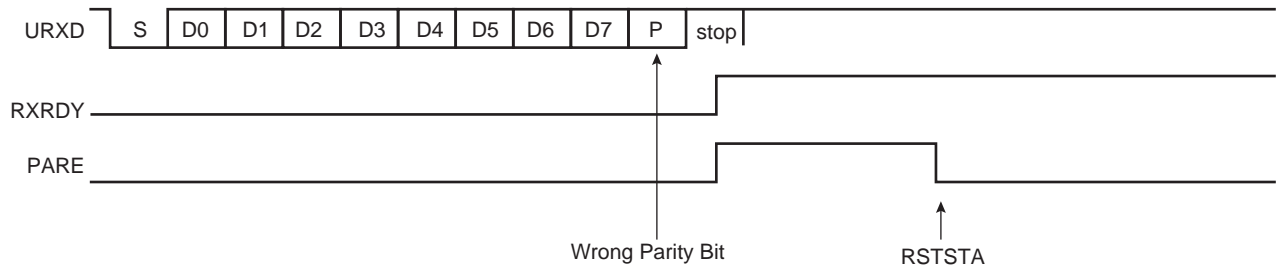 URXD S D0 D1 D2 D3 D4 D5 D6 D7 P stop
RXRDY
PARE
Wrong Parity Bit RSTSTA